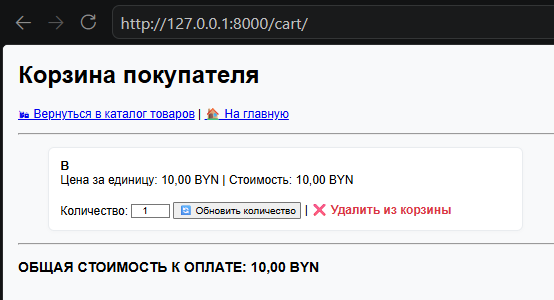 http://127.0.0.1:8000/cart/
Корзина покупателя
Вернуться в каталог товаров | На главную
В
Цена за единицу: 10,00 BYN | Стоимость: 10,00 BYN
Количество: 1 Обновить количество | Удалить из корзины
ОБЩАЯ СТОИМОСТЬ К ОПЛАТЕ: 10,00 BYN